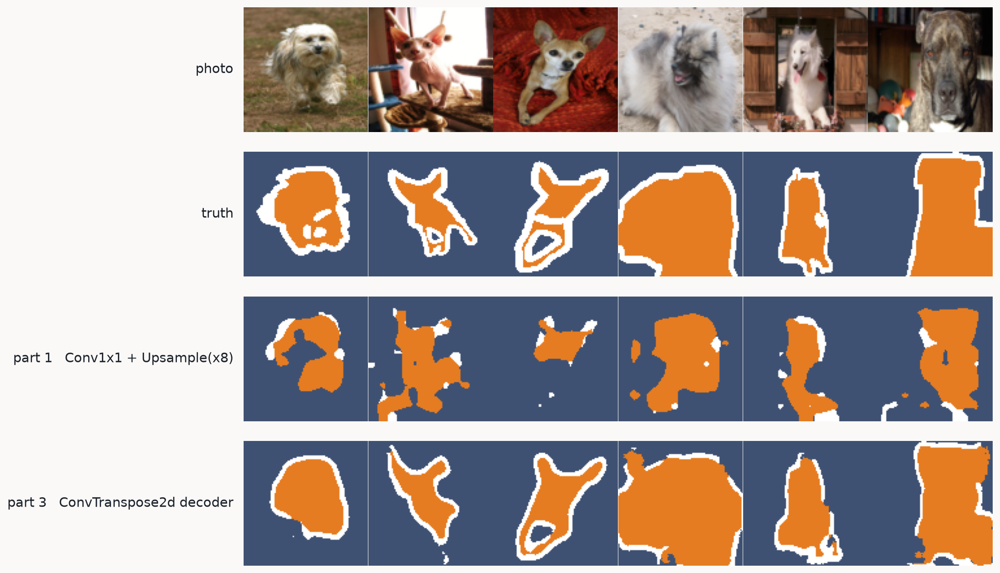 photo
truth
part 1 Conv1x1 + Upsample(x8)
part 3 ConvTranspose2d decoder